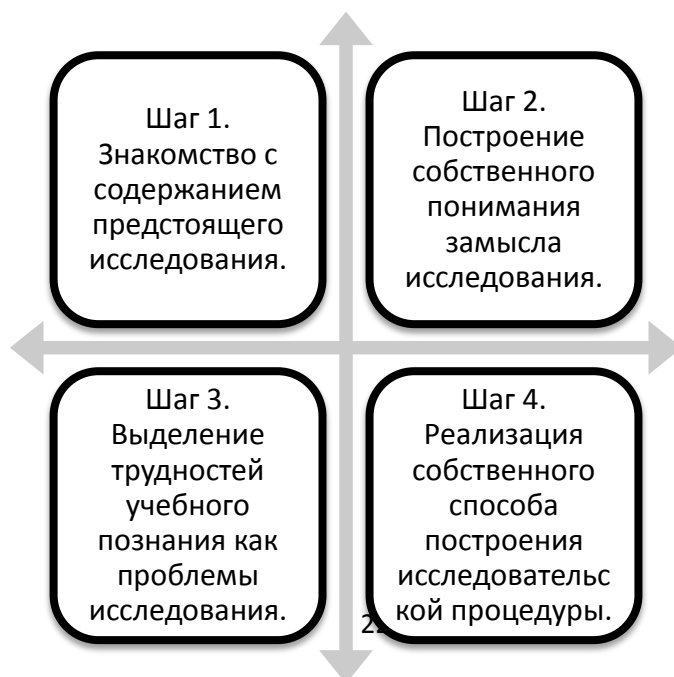 Шаг 1.
Знакомство с
содержанием
предстоящего
исследования.
Шаг 2.
Построение
собственного
понимания
замысла
исследования.
Шаг 3.
Выделение
трудностей
учебного
познания как
проблемы
исследования.
Шаг 4.
Реализация
собственного
способа
построения
исследовательс
кой процедуры.